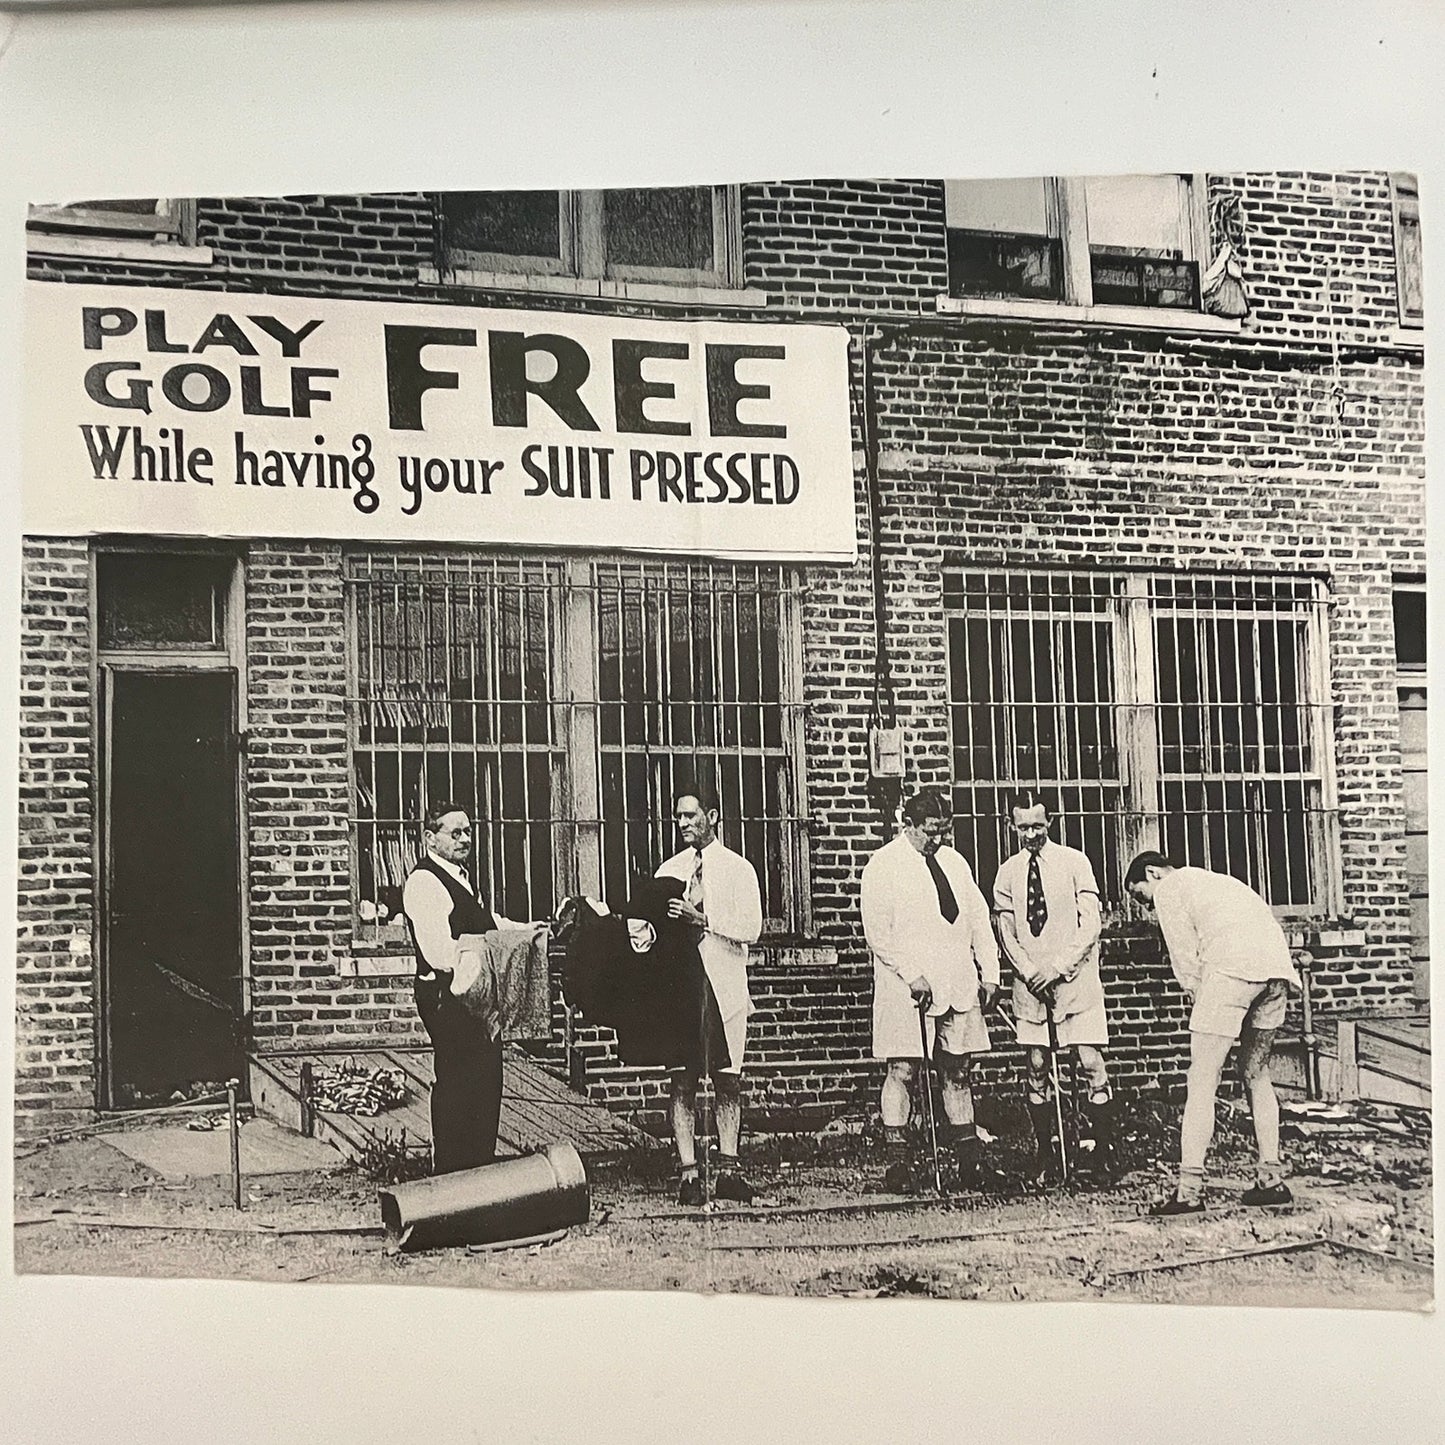 PLAY
GOLF FREE
While having your SUIT PRESSED